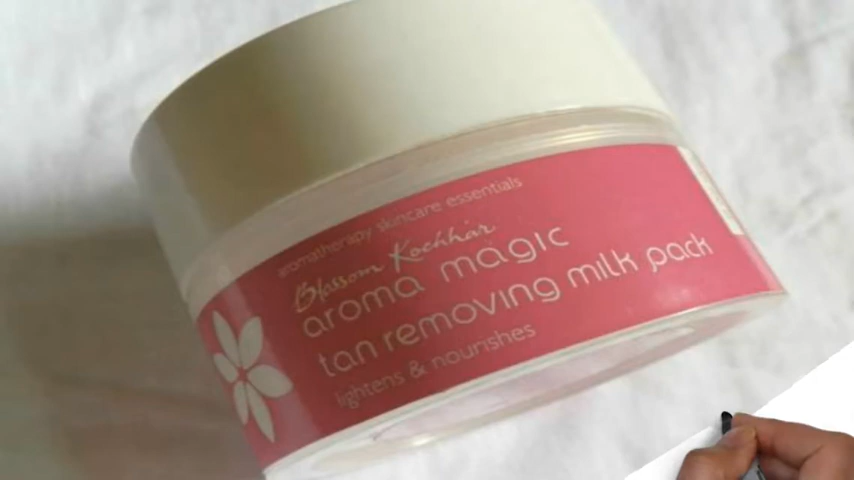 aromatherapy skincare essentials
Blossom Kochhar
aroma magic
tan removing milk pack
lightens & nourishes